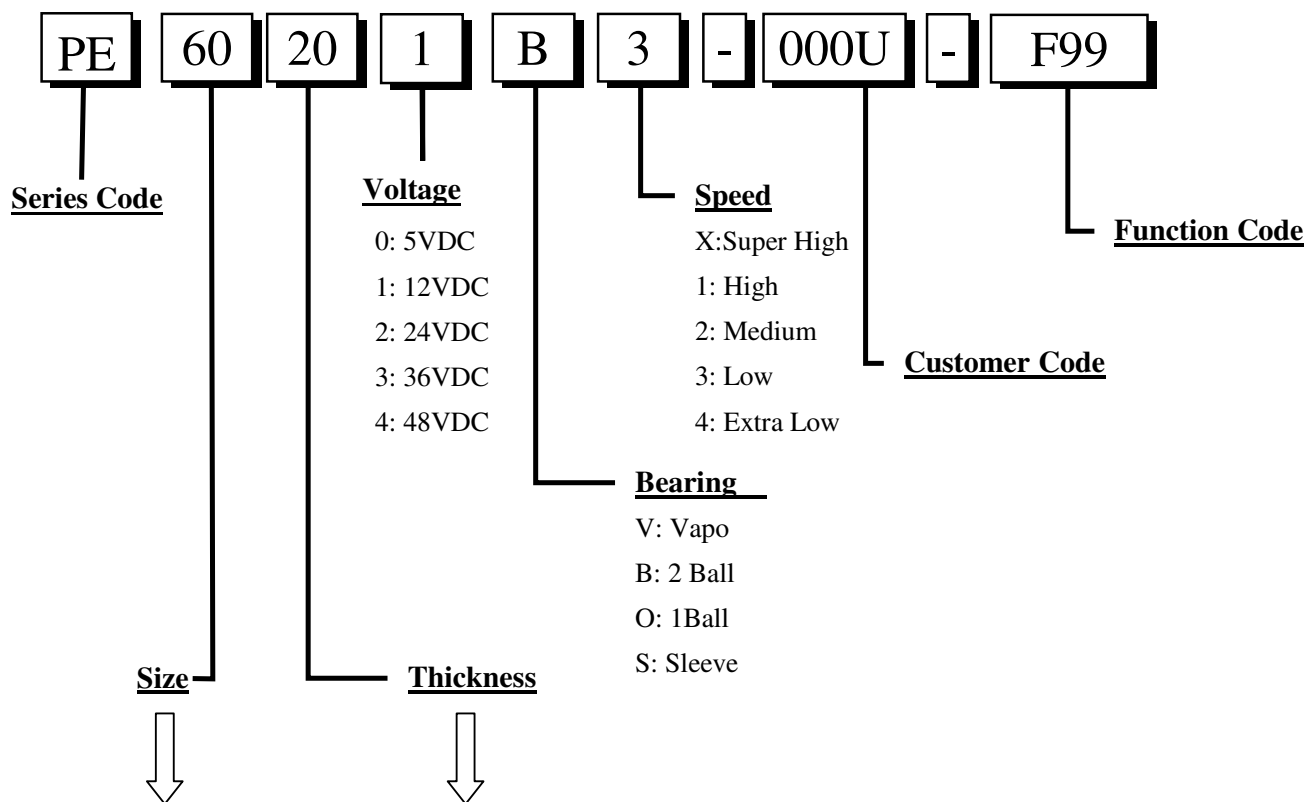 PE 60 20 1 B 3 - 000U - F99
Series Code
Voltage
0: 5VDC
1: 12VDC
2: 24VDC
3: 36VDC
4: 48VDC
Speed
X:Super High
1: High
2: Medium
3: Low
4: Extra Low
Function Code
Customer Code
Bearing
V: Vapo
B: 2 Ball
O: 1Ball
S: Sleeve
Size
Thickness